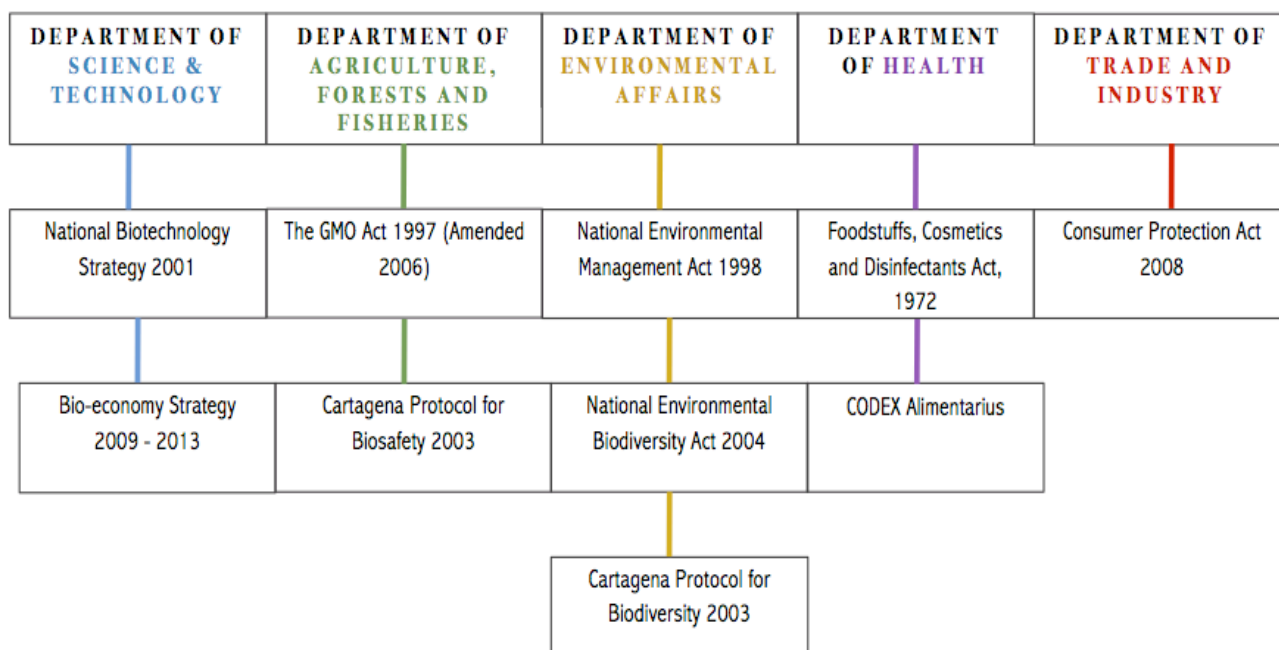 DEPARTMENT OF
SCIENCE &
TECHNOLOGY
DEPARTMENT OF
AGRICULTURE,
FORESTS AND
FISHERIES
DEPARTMENT OF
ENVIRONMENTAL
AFFAIRS
DEPARTMENT
OF HEALTH
DEPARTMENT OF
TRADE AND
INDUSTRY
National Biotechnology
Strategy 2001
The GMO Act 1997 (Amended
2006)
National Environmental
Management Act 1998
Foodstuffs, Cosmetics
and Disinfectants Act,
1972
Consumer Protection Act
2008
Bio-economy Strategy
2009 - 2013
Cartagena Protocol for
Biosafety 2003
National Environmental
Biodiversity Act 2004
CODEX Alimentarius
Cartagena Protocol for
Biodiversity 2003